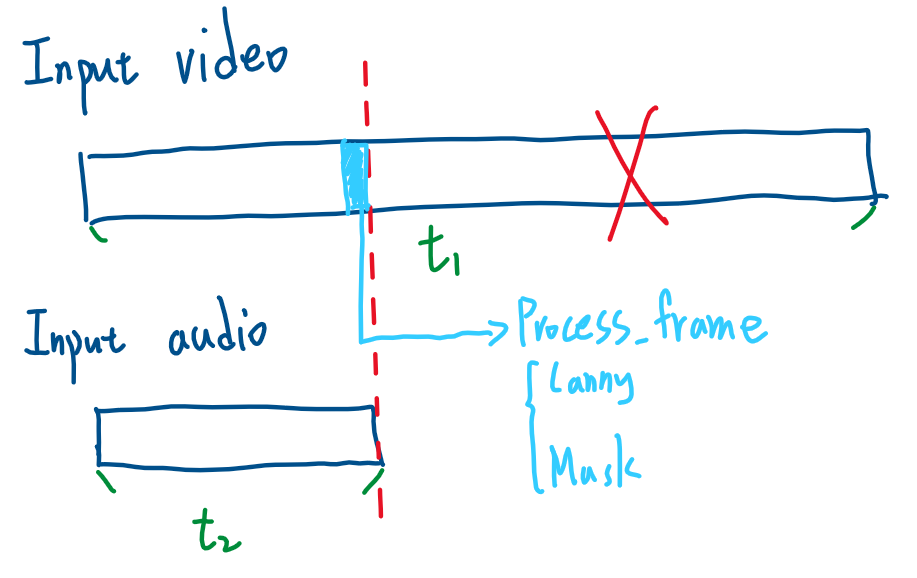 Input video
t₁
Input audio
Process_frame
Canny
Mask
t₂